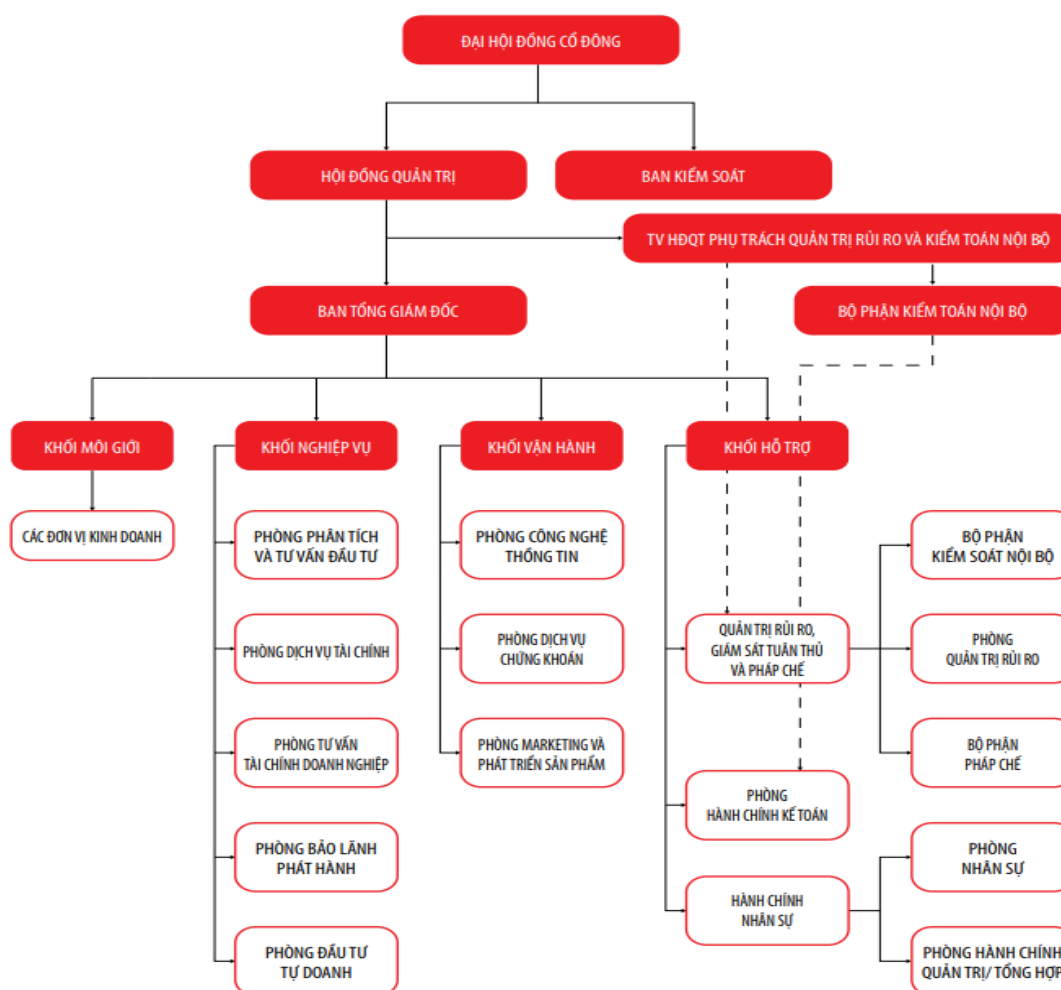 ĐẠI HỘI ĐỒNG CỔ ĐÔNG
HỘI ĐỒNG QUẢN TRỊ
BAN KIỂM SOÁT
TV HĐQT PHỤ TRÁCH QUẢN TRỊ RỦI RO VÀ KIỂM TOÁN NỘI BỘ
BAN TỔNG GIÁM ĐỐC
BỘ PHẬN KIỂM TOÁN NỘI BỘ
KHỐI MÔI GIỚI
KHỐI NGHIỆP VỤ
KHỐI VẬN HÀNH
KHỐI HỖ TRỢ
CÁC ĐƠN VỊ KINH DOANH
PHÒNG PHÂN TÍCH
VÀ TƯ VẤN ĐẦU TƯ
PHÒNG CÔNG NGHỆ
THÔNG TIN
BỘ PHẬN
KIỂM SOÁT NỘI BỘ
PHÒNG DỊCH VỤ TÀI CHÍNH
PHÒNG DỊCH VỤ
CHỨNG KHOÁN
QUẢN TRỊ RỦI RO,
GIÁM SÁT TUÂN THỦ
VÀ PHÁP CHẾ
PHÒNG
QUẢN TRỊ RỦI RO
PHÒNG TƯ VẤN
TÀI CHÍNH DOANH NGHIỆP
PHÒNG MARKETING VÀ
PHÁT TRIỂN SẢN PHẨM
BỘ PHẬN
PHÁP CHẾ
PHÒNG
HÀNH CHÍNH KẾ TOÁN
PHÒNG BẢO LÃNH
PHÁT HÀNH
PHÒNG
NHÂN SỰ
HÀNH CHÍNH
NHÂN SỰ
PHÒNG ĐẦU TƯ
TỰ DOANH
PHÒNG HÀNH CHÍNH
QUẢN TRỊ/ TỔNG HỢP